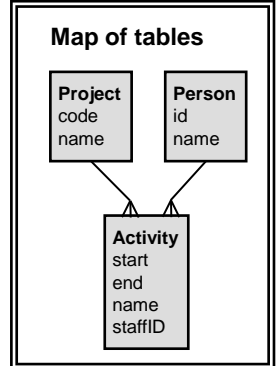 Map of tables
Project
code
name
Person
id
name
Activity
start
end
name
staffID